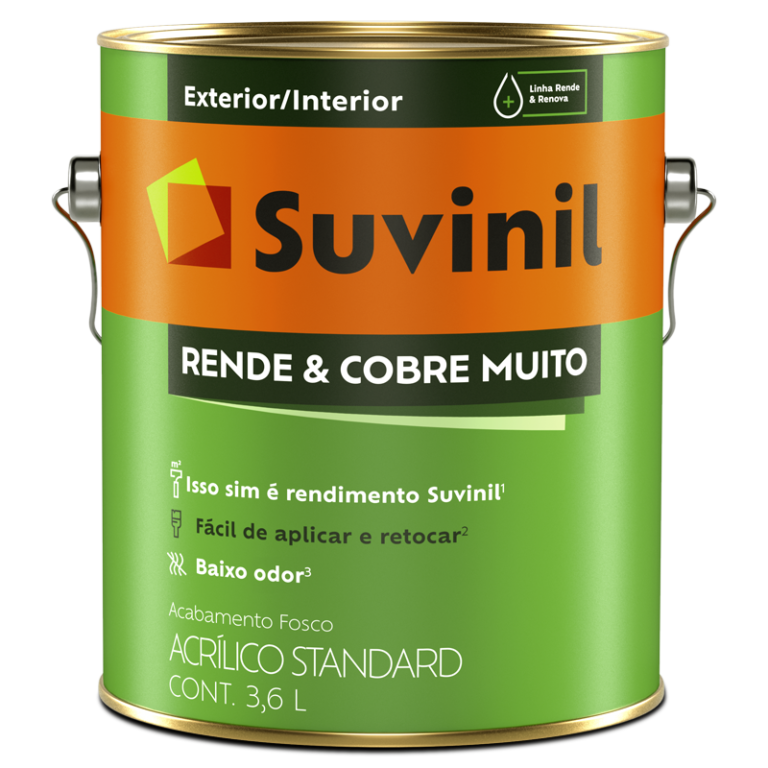 Exterior/Interior
Linha Rende
& Renova
Suvinil
RENDE & COBRE MUITO
m²
Isso sim é rendimento Suvinil¹
Fácil de aplicar e retocar²
Baixo odor³
Acabamento Fosco
ACRÍLICO STANDARD
CONT. 3,6 L